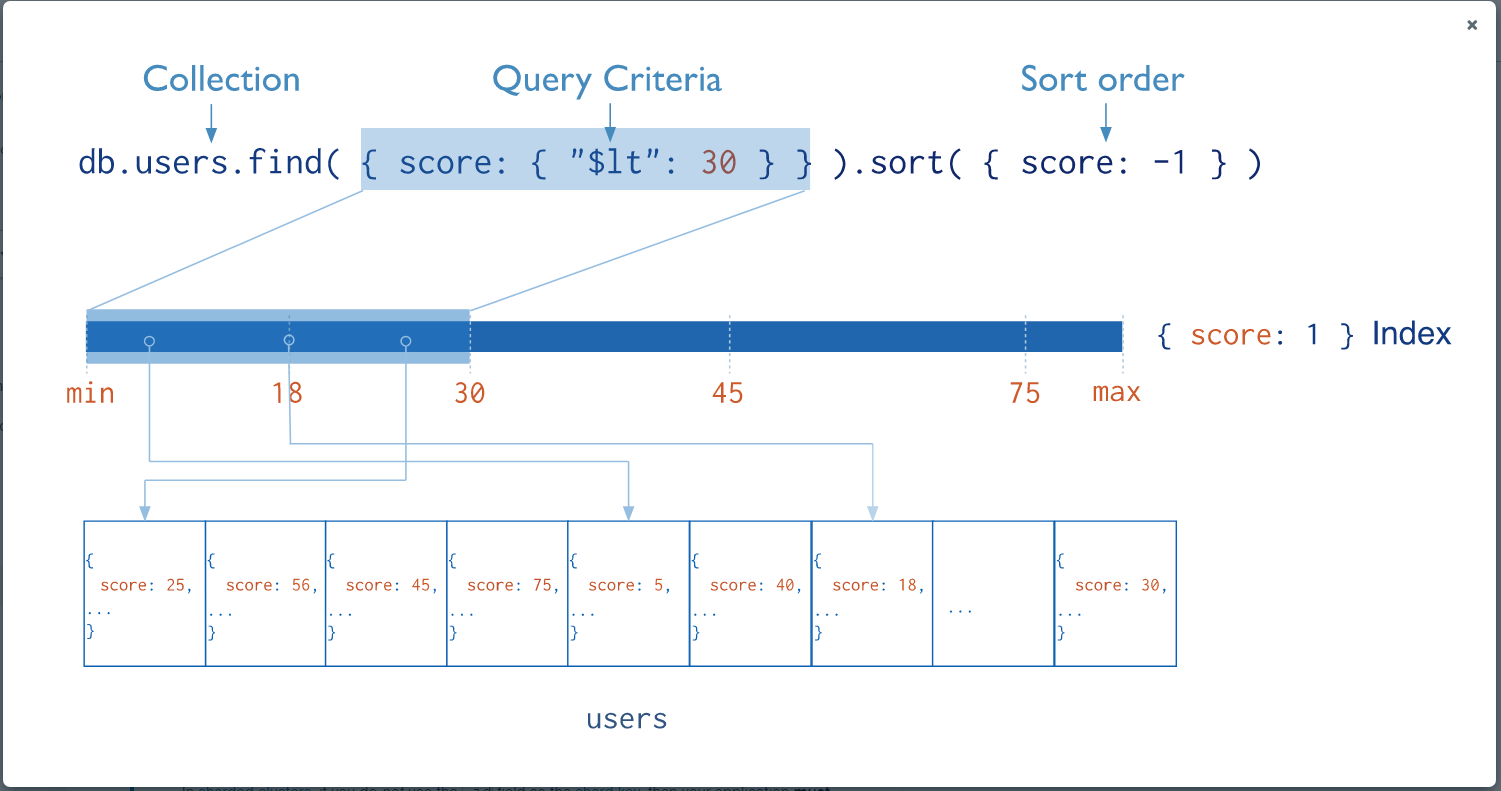 ×
Collection Query Criteria Sort order
db.users.find( { score: { "$lt": 30 } } ).sort( { score: -1 } )
{ score: 1 } Index
min 18 30 45 75 max
{ { { { { { { {
score: 25, score: 56, score: 45, score: 75, score: 5, score: 40, score: 18, score: 30,
... ... ... ... ... ... ... ... ...
} } } } } } } }
users